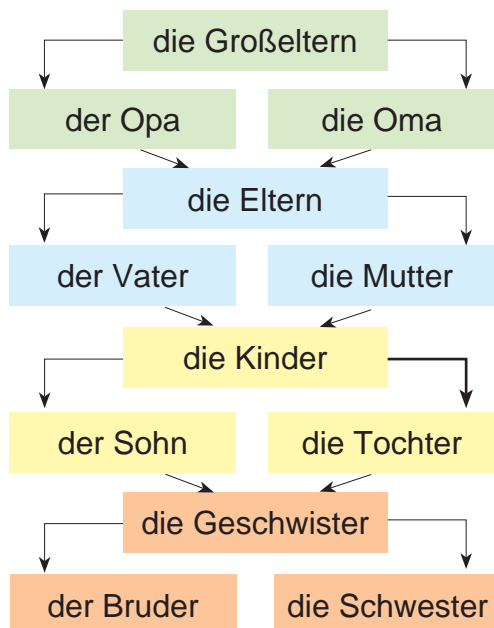 die Großeltern
der Opa
die Oma
die Eltern
der Vater
die Mutter
die Kinder
der Sohn
die Tochter
die Geschwister
der Bruder
die Schwester